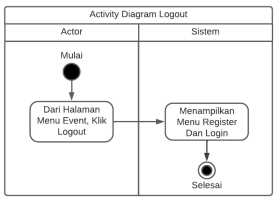 Activity Diagram Logout
Actor
Sistem
Mulai
Dari Halaman
Menu Event, Klik
Logout
Menampilkan
Menu Register
Dan Login
Selesai